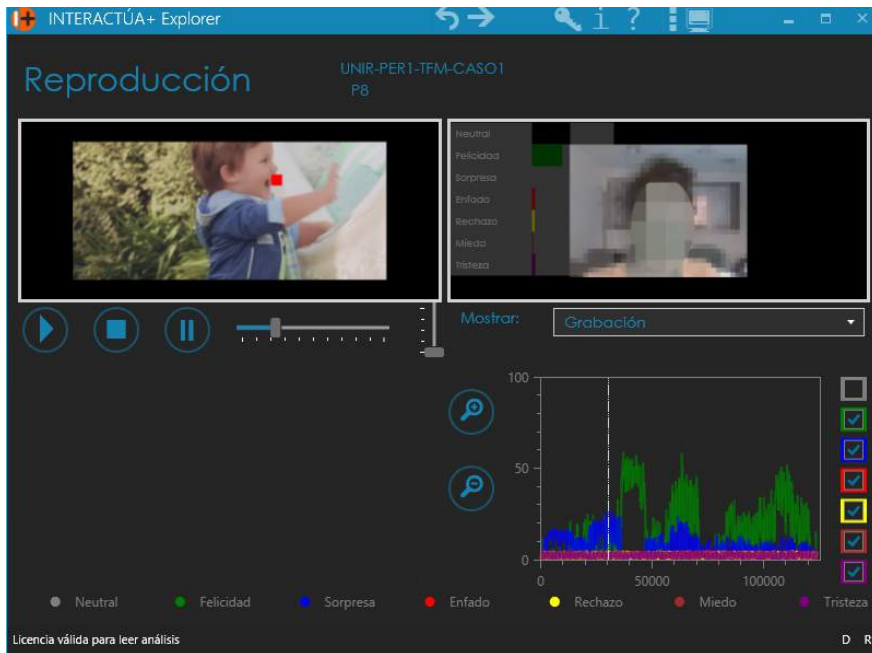 INTERACTÚA+ Explorer
Reproducción
UNIR-PER1-TFM-CASO1
P8
Neutral
Felicidad
Sorpresa
Enfado
Rechazo
Miedo
Tristeza
Mostrar:
Grabación
100
50
0
0 50000 100000
Neutral Felicidad Sorpresa Enfado Rechazo Miedo Tristeza
Licencia válida para leer análisis
D R